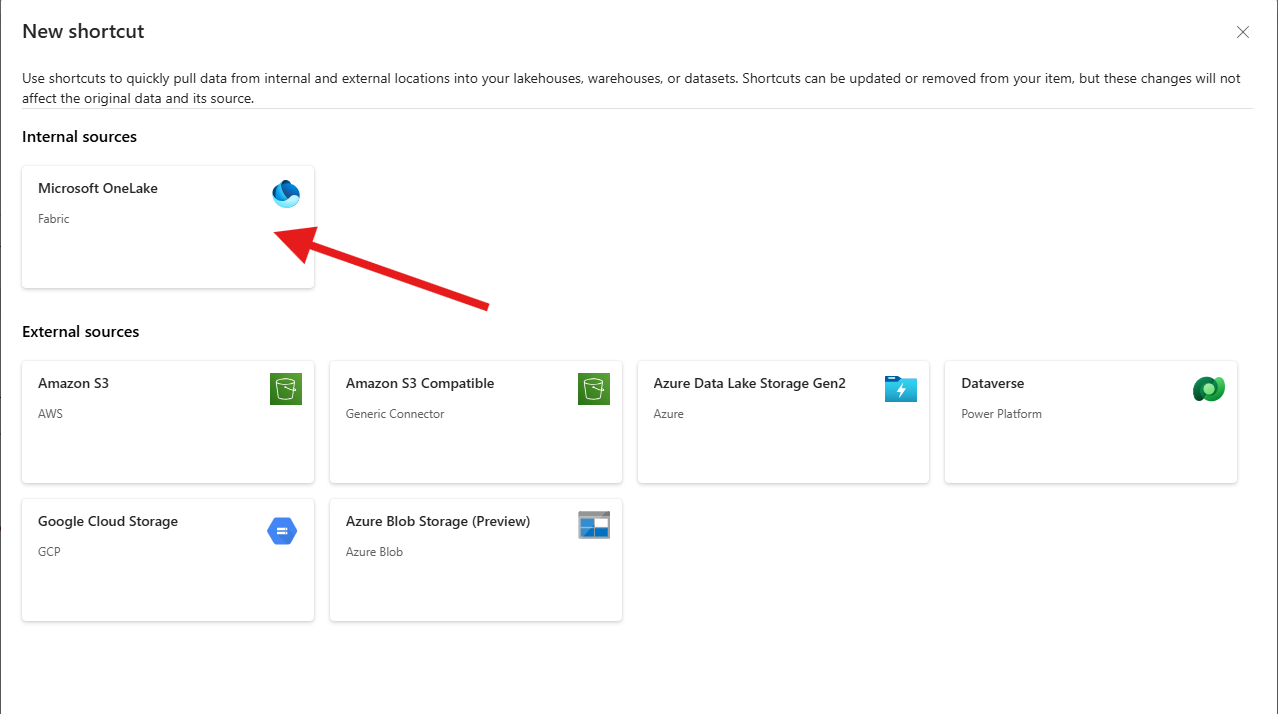 New shortcut
Use shortcuts to quickly pull data from internal and external locations into your lakehouses, warehouses, or datasets. Shortcuts can be updated or removed from your item, but these changes will not
affect the original data and its source.
Internal sources
Microsoft OneLake
Fabric
External sources
Amazon S3
AWS
Amazon S3 Compatible
Generic Connector
Azure Data Lake Storage Gen2
Azure
Dataverse
Power Platform
Google Cloud Storage
GCP
Azure Blob Storage (Preview)
Azure Blob